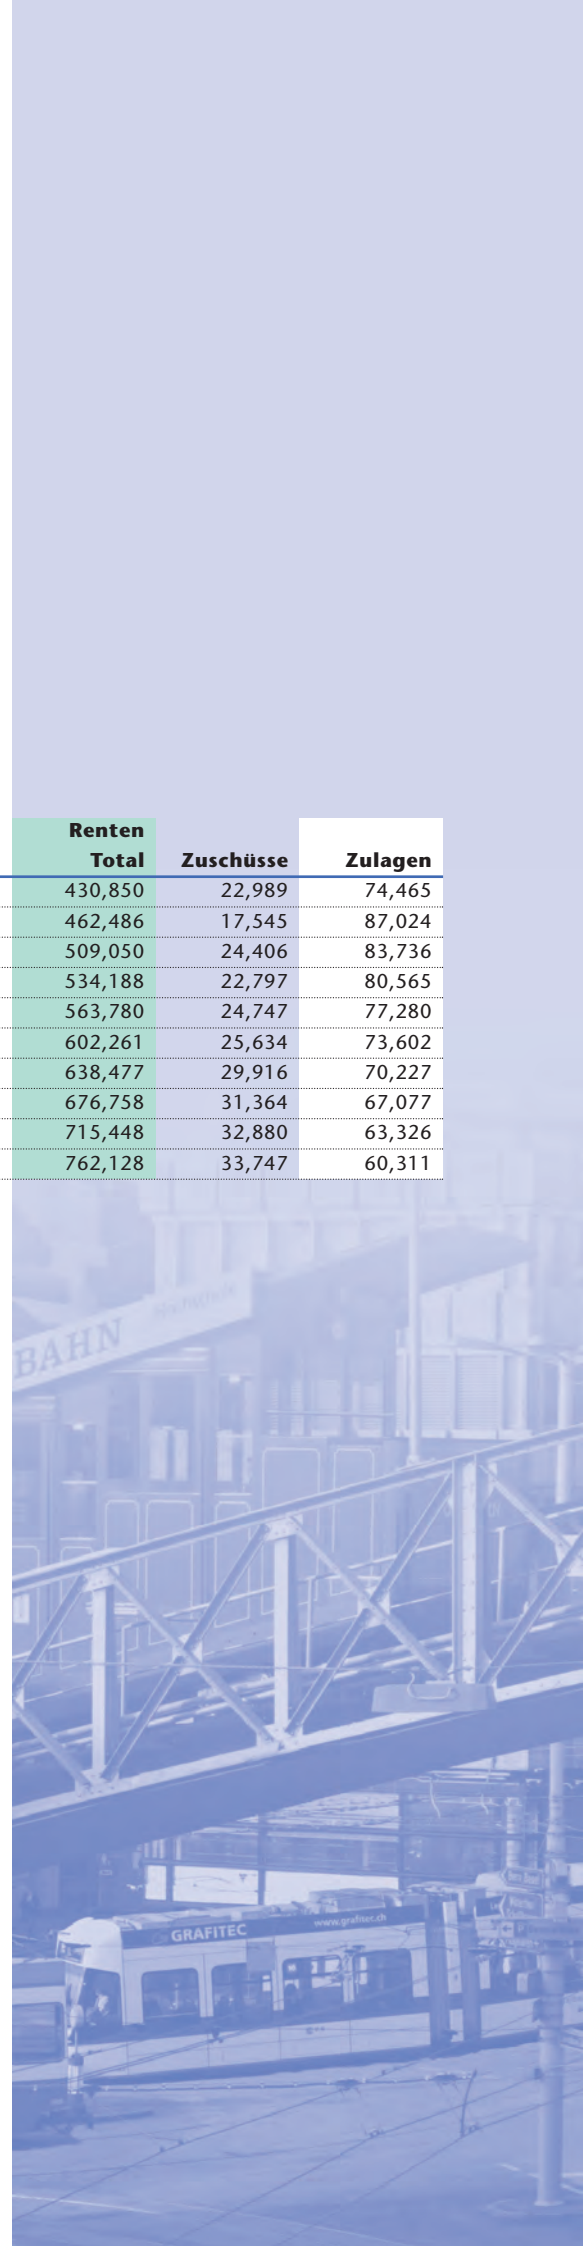 Renten
Total Zuschüsse Zulagen
430,850 22,989 74,465
462,486 17,545 87,024
509,050 24,406 83,736
534,188 22,797 80,565
563,780 24,747 77,280
602,261 25,634 73,602
638,477 29,916 70,227
676,758 31,364 67,077
715,448 32,880 63,326
762,128 33,747 60,311
BAHN
GRAFITEC www.grafitec.ch